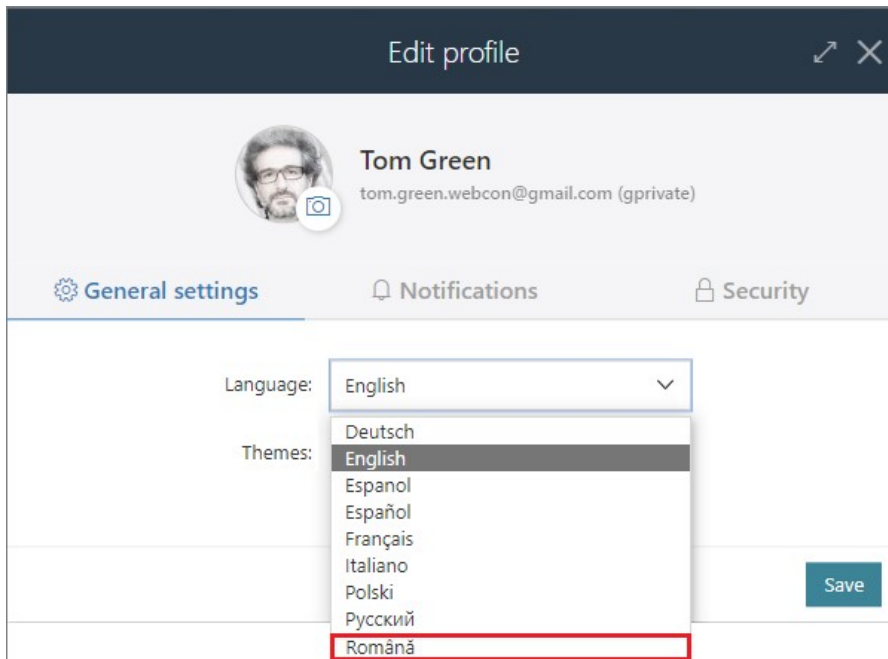 Edit profile
Tom Green
tom.green.webcon@gmail.com (gprivate)
General settings
Notifications
Security
Language:
English
Themes:
Deutsch
English
Espanol
Español
Français
Italiano
Polski
Русский
Română
Save